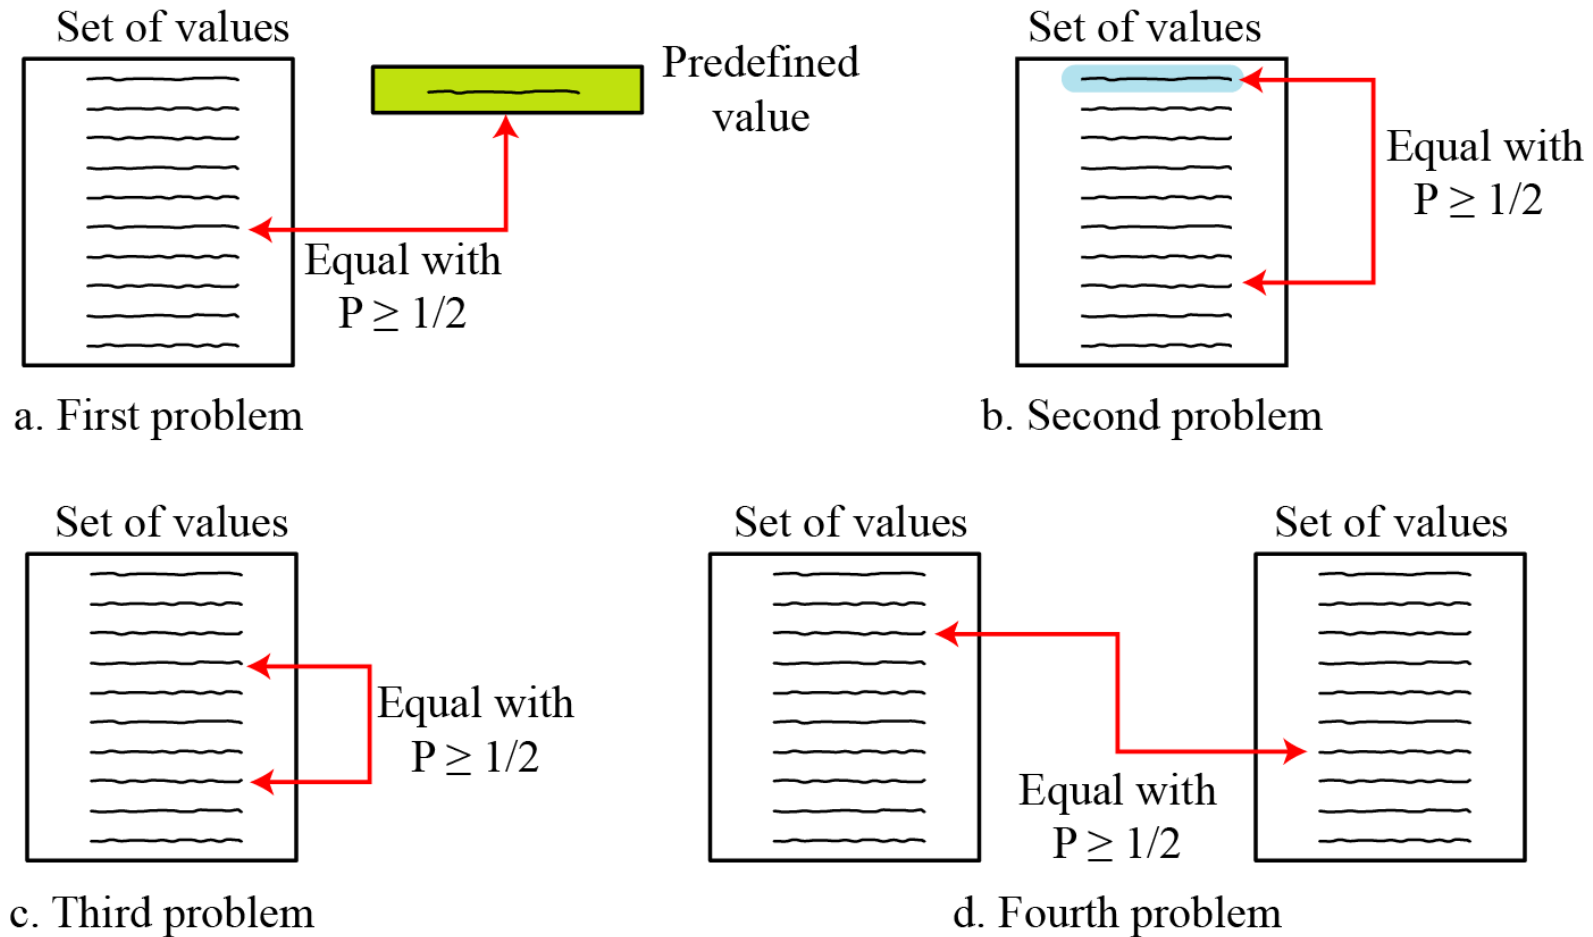 Set of values
Predefined
value
Equal with
P ≥ 1/2
a. First problem
Set of values
Equal with
P ≥ 1/2
b. Second problem
Set of values
Equal with
P ≥ 1/2
c. Third problem
Set of values
Set of values
Equal with
P ≥ 1/2
d. Fourth problem